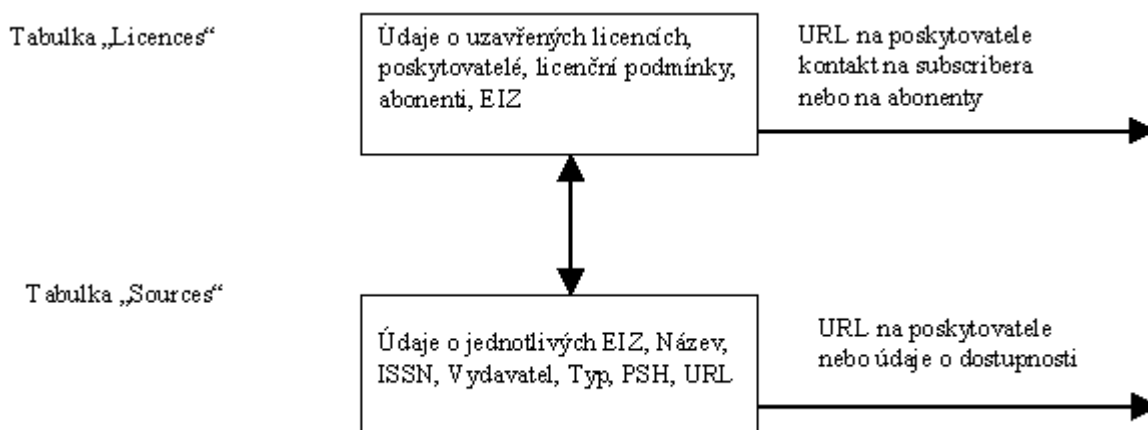 Tabulka „Licences“
Údaje o uzavřených licencích,
poskytovatelé, licenční podmínky,
abonenti, EIZ
URL na poskytovatele
kontakt na subscribera
nebo na abonenty
Tabulka „Sources“
Údaje o jednotlivých EIZ, Název,
ISSN, Vydavatel, Typ, PSH, URL
URL na poskytovatele
nebo údaje o dostupnosti